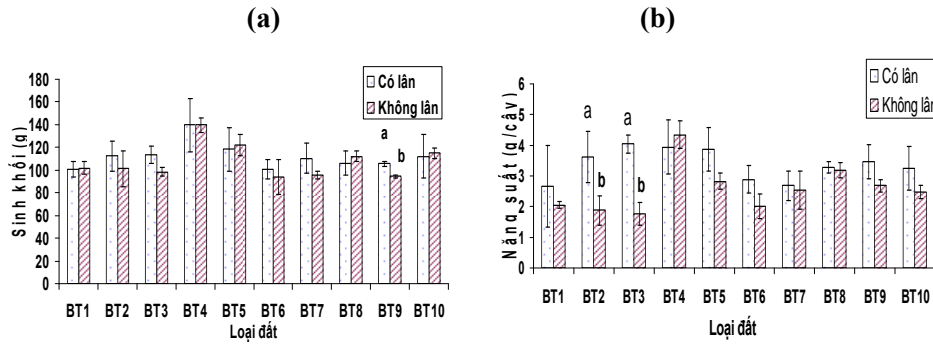 (a)
(b)
Có lân
Không lân
a
b
180
160
140
120
100
80
60
40
20
0
Sinh khối (g)
BT1 BT2 BT3 BT4 BT5 BT6 BT7 BT8 BT9 BT10
Loại đất
Có lân
Không lân
a
a
b
b
6
5
4
3
2
1
0
Năng suất (g/cây)
BT1 BT2 BT3 BT4 BT5 BT6 BT7 BT8 BT9 BT10
Loại đất